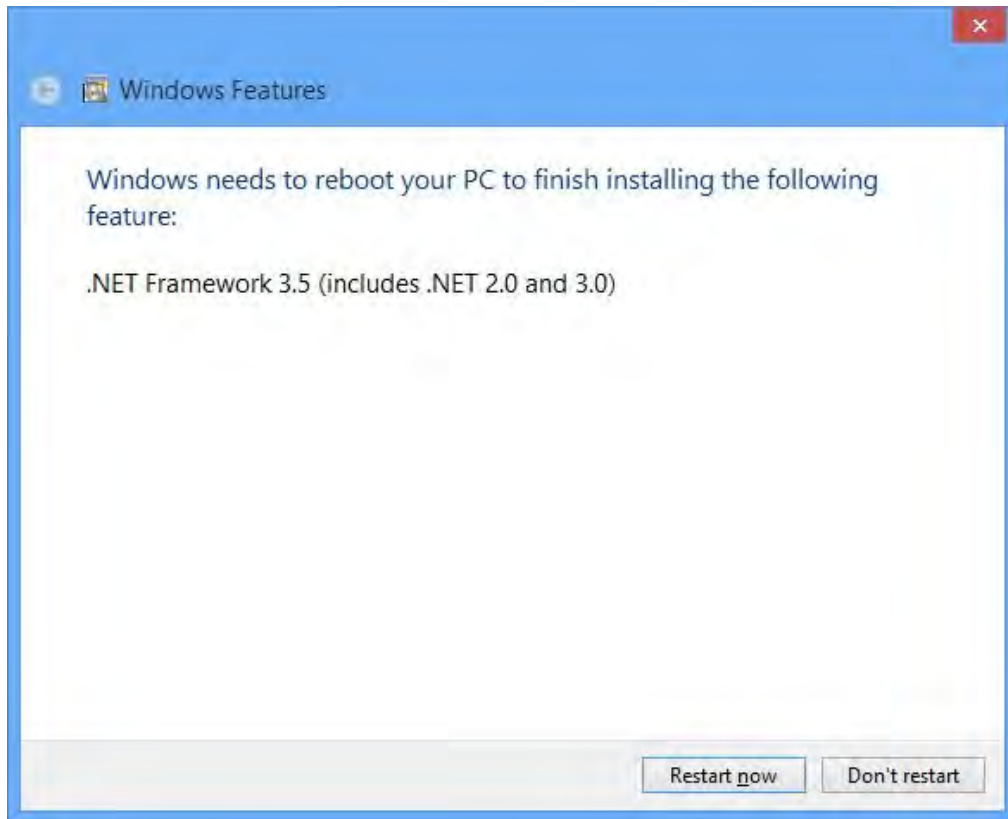 Windows Features
Windows needs to reboot your PC to finish installing the following
feature:
.NET Framework 3.5 (includes .NET 2.0 and 3.0)
Restart now
Don't restart